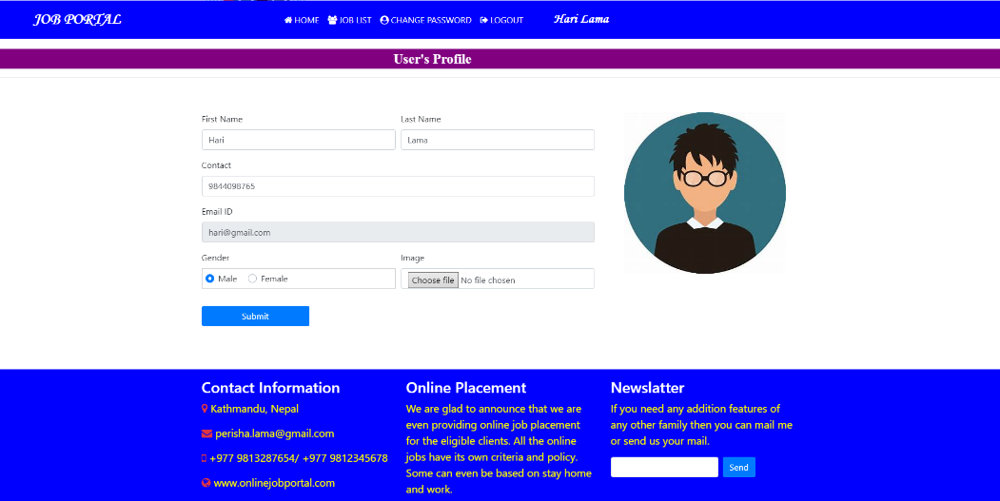 JOB PORTAL HOME JOB LIST CHANGE PASSWORD LOGOUT Hari Lama
User's Profile
First Name Last Name
Hari Lama
Contact
9844098765
Email ID
hari@gmail.com
Gender Image
Male Female Choose file No file chosen
Submit
Contact Information
Kathmandu, Nepal
perisha.lama@gmail.com
+977 9813287654/ +977 9812345678
www.onlinejobportal.com
Online Placement
We are glad to announce that we are
even providing online job placement
for the eligible clients. All the online
jobs have its own criteria and policy.
Some can even be based on stay home
and work.
Newslatter
If you need any addition features of
any other family then you can mail me
or send us your mail.
Send